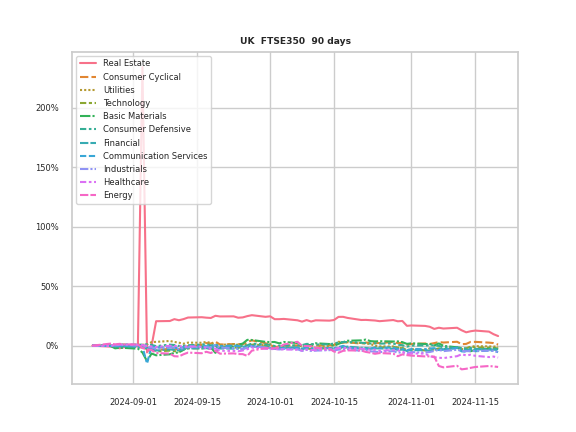 UK FTSE350 90 days
Real Estate
Consumer Cyclical
Utilities
Technology
Basic Materials
Consumer Defensive
Financial
Communication Services
Industrials
Healthcare
Energy
200%
150%
100%
50%
0%
2024-09-01 2024-09-15 2024-10-01 2024-10-15 2024-11-01 2024-11-15